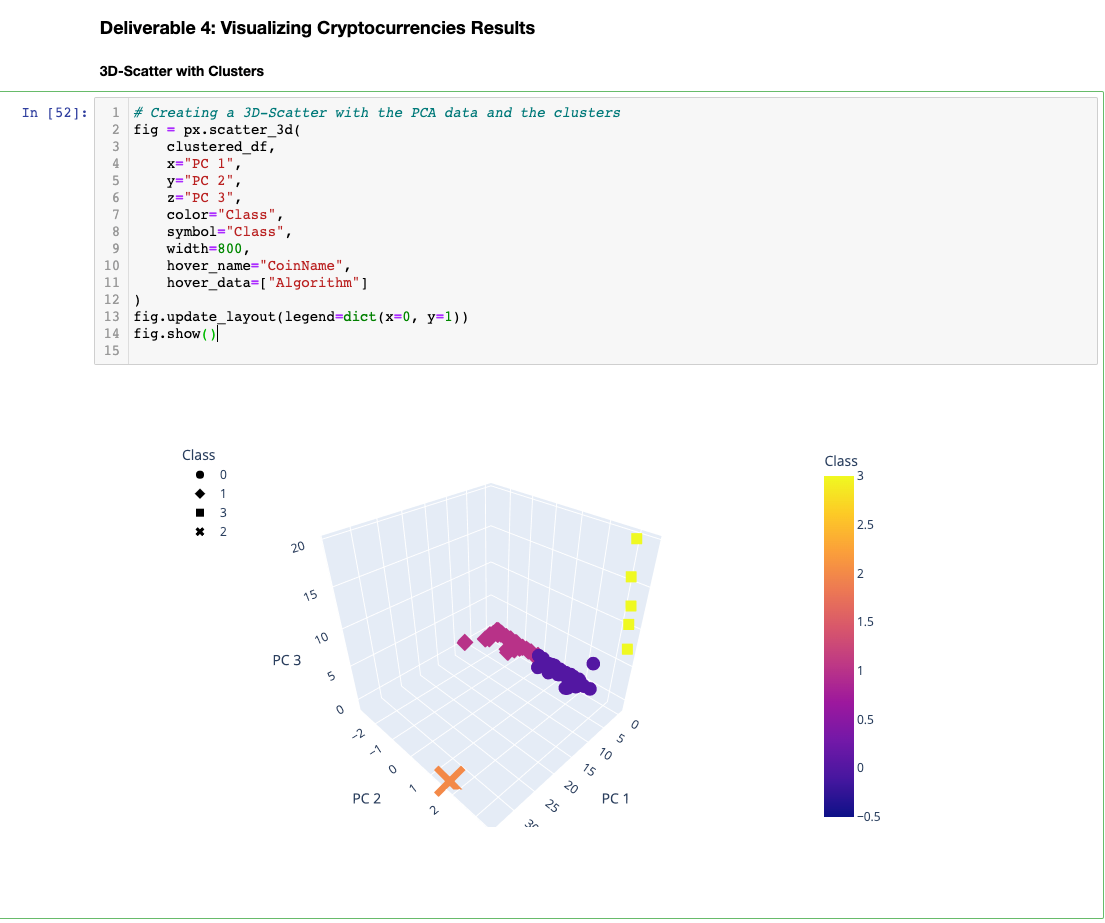 Deliverable 4: Visualizing Cryptocurrencies Results
3D-Scatter with Clusters
In [52]:
1 # Creating a 3D-Scatter with the PCA data and the clusters
2 fig = px.scatter_3d(
3     clustered_df,
4     x="PC 1",
5     y="PC 2",
6     z="PC 3",
7     color="Class",
8     symbol="Class",
9     width=800,
10     hover_name="CoinName",
11     hover_data=["Algorithm"]
12 )
13 fig.update_layout(legend=dict(x=0, y=1))
14 fig.show()
15
Class
0
1
3
2
20
15
10
5
0
PC 3
−2
−1
0
1
2
PC 2
0
5
10
15
20
25
30
PC 1
Class
3
2.5
2
1.5
1
0.5
0
−0.5